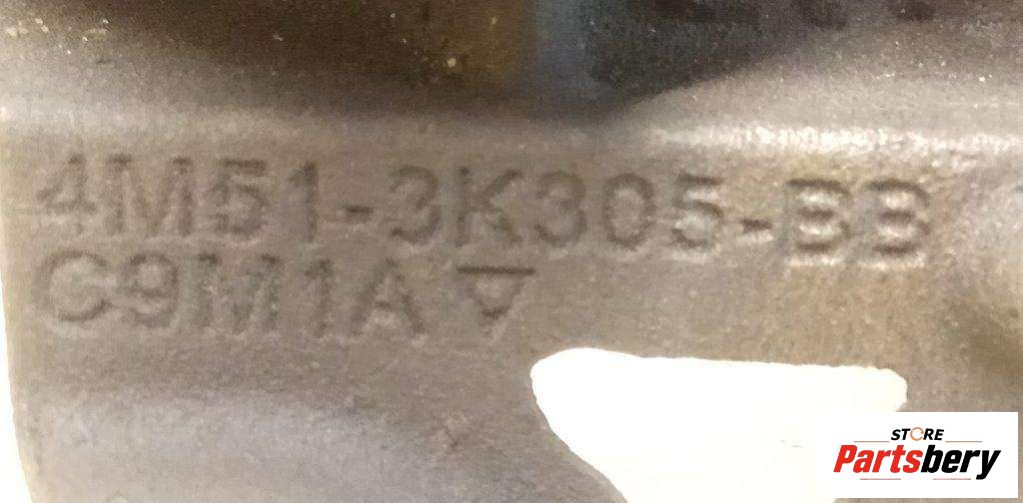 4M51-3K305-BB
C9M1A
STORE
Partsbery